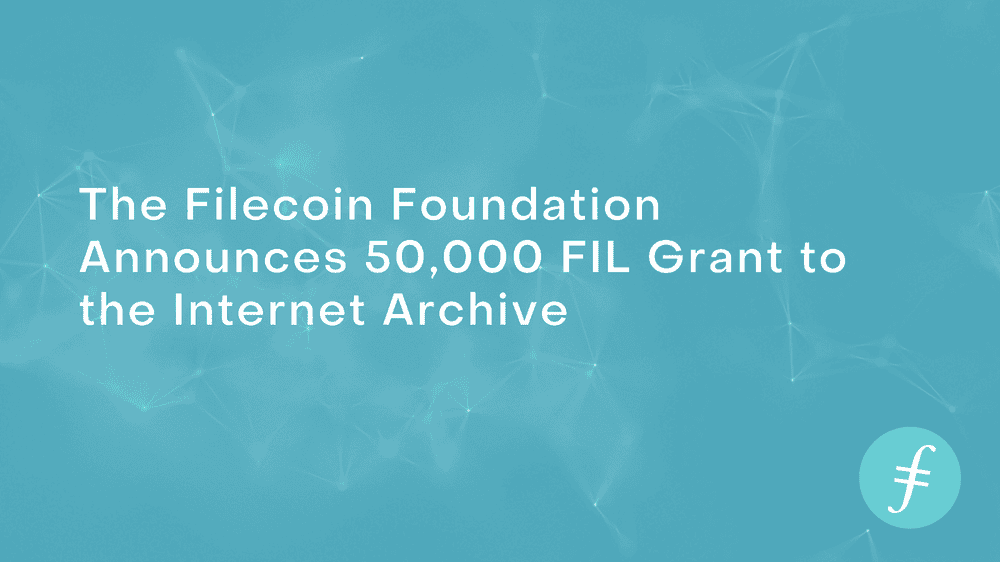 The Filecoin Foundation
Announces 50,000 FIL Grant to
the Internet Archive